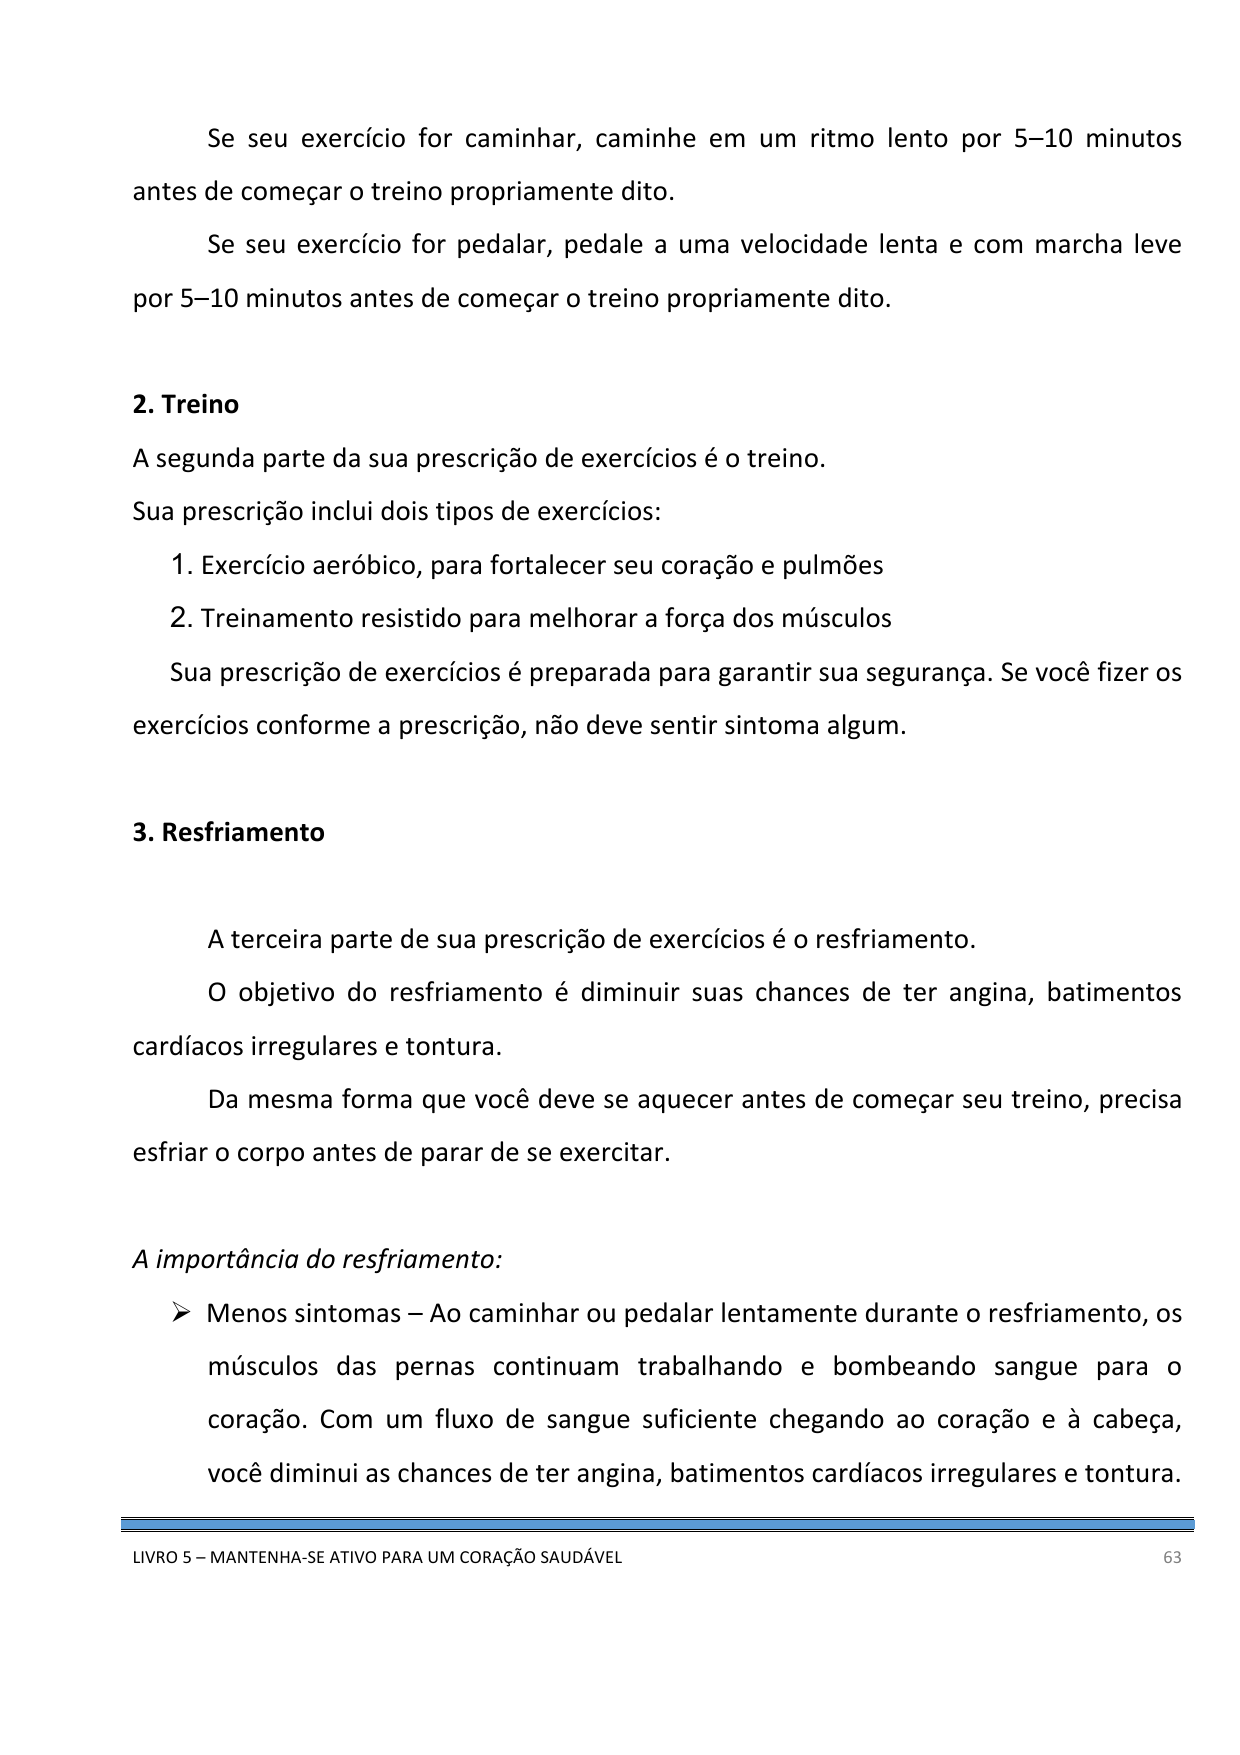 Se seu exercício for caminhar, caminhe em um ritmo lento por 5–10 minutos
antes de começar o treino propriamente dito.
Se seu exercício for pedalar, pedale a uma velocidade lenta e com marcha leve
por 5–10 minutos antes de começar o treino propriamente dito.
2. Treino
A segunda parte da sua prescrição de exercícios é o treino.
Sua prescrição inclui dois tipos de exercícios:
1. Exercício aeróbico, para fortalecer seu coração e pulmões
2. Treinamento resistido para melhorar a força dos músculos
Sua prescrição de exercícios é preparada para garantir sua segurança. Se você fizer os
exercícios conforme a prescrição, não deve sentir sintoma algum.
3. Resfriamento
A terceira parte de sua prescrição de exercícios é o resfriamento.
O objetivo do resfriamento é diminuir suas chances de ter angina, batimentos
cardíacos irregulares e tontura.
Da mesma forma que você deve se aquecer antes de começar seu treino, precisa
esfriar o corpo antes de parar de se exercitar.
A importância do resfriamento:
➢ Menos sintomas – Ao caminhar ou pedalar lentamente durante o resfriamento, os
músculos das pernas continuam trabalhando e bombeando sangue para o
coração. Com um fluxo de sangue suficiente chegando ao coração e à cabeça,
você diminui as chances de ter angina, batimentos cardíacos irregulares e tontura.
LIVRO 5 – MANTENHA-SE ATIVO PARA UM CORAÇÃO SAUDÁVEL 63